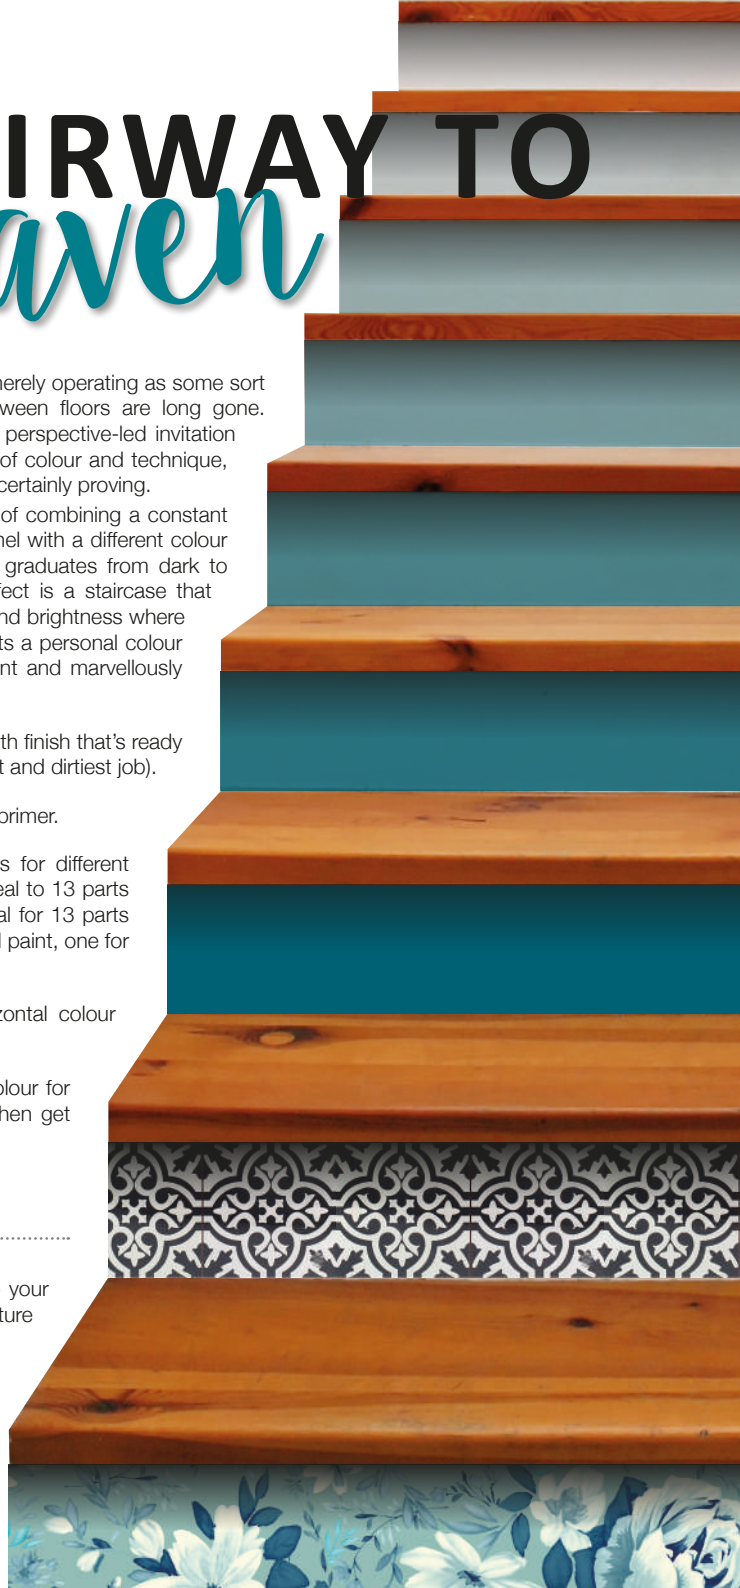 IRWAY TO
aven
merely operating as some sort
ween floors are long gone.
perspective-led invitation
of colour and technique,
certainly proving.
of combining a constant
nel with a different colour
graduates from dark to
fect is a staircase that
nd brightness where
ts a personal colour
nt and marvellously
th finish that's ready
t and dirtiest job).
primer.
s for different
eal to 13 parts
al for 13 parts
l paint, one for
zontal colour
olour for
hen get
your
ture